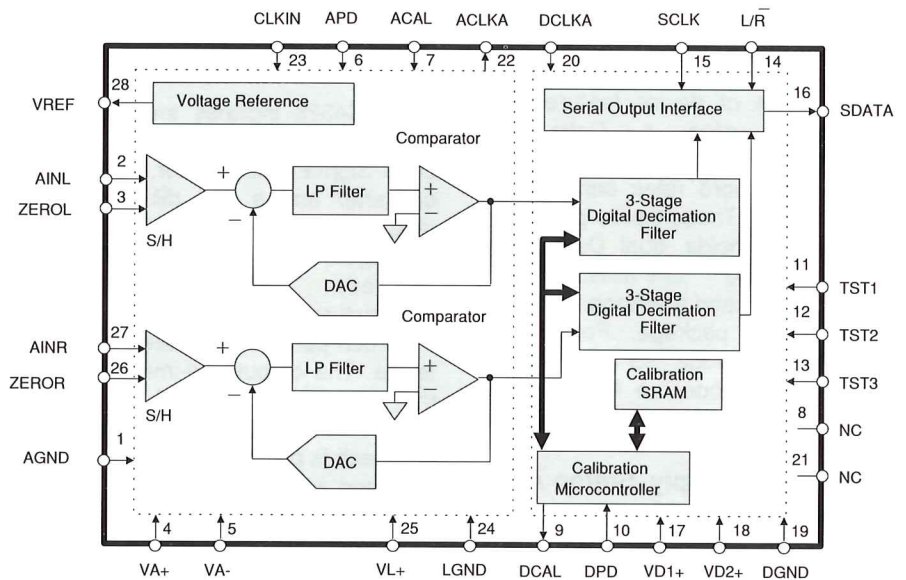 CLKIN APD ACAL ACLKA DCLKA SCLK L/R̅
23 6 7 22 20 15 14
28 16
VREF Voltage Reference Serial Output Interface SDATA
Comparator
2
AINL + LP Filter +
3
ZEROL − −
3-Stage
Digital Decimation
Filter
S/H
DAC
11
TST1
3-Stage
Digital Decimation
Filter
12
TST2
Comparator
27
AINR + LP Filter +
26
ZEROR − −
13
TST3
Calibration
SRAM
S/H
8
NC
1
AGND
DAC
21
NC
Calibration
Microcontroller
4 5 25 24 9 10 17 18 19
VA+ VA- VL+ LGND DCAL DPD VD1+ VD2+ DGND